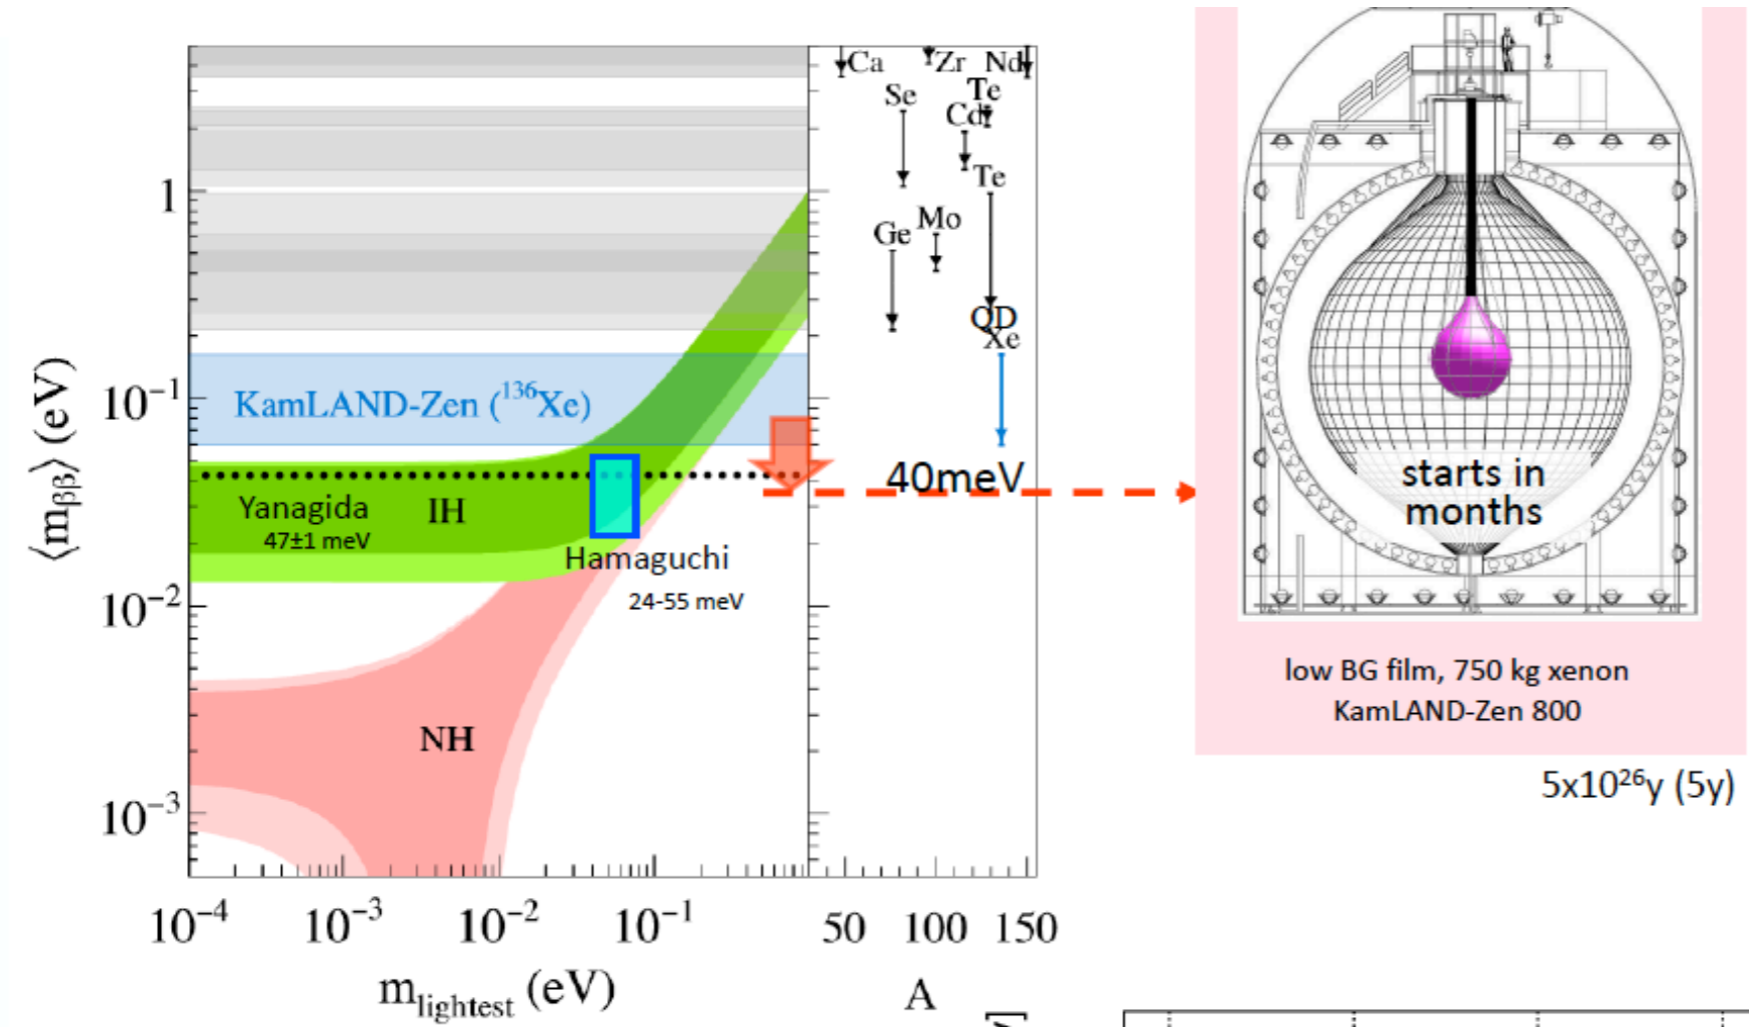 Ca
Zr
Nd
Se
Te
Cd
Te
Mo
Ge
QD
Xe
1
10⁻¹
10⁻²
10⁻³
⟨mββ⟩ (eV)
KamLAND-Zen (¹³⁶Xe)
Yanagida
47±1 meV
IH
Hamaguchi
24-55 meV
NH
40meV
10⁻⁴ 10⁻³ 10⁻² 10⁻¹
50 100 150
m_lightest (eV)
A
starts in
months
low BG film, 750 kg xenon
KamLAND-Zen 800
5x10²⁶y (5y)